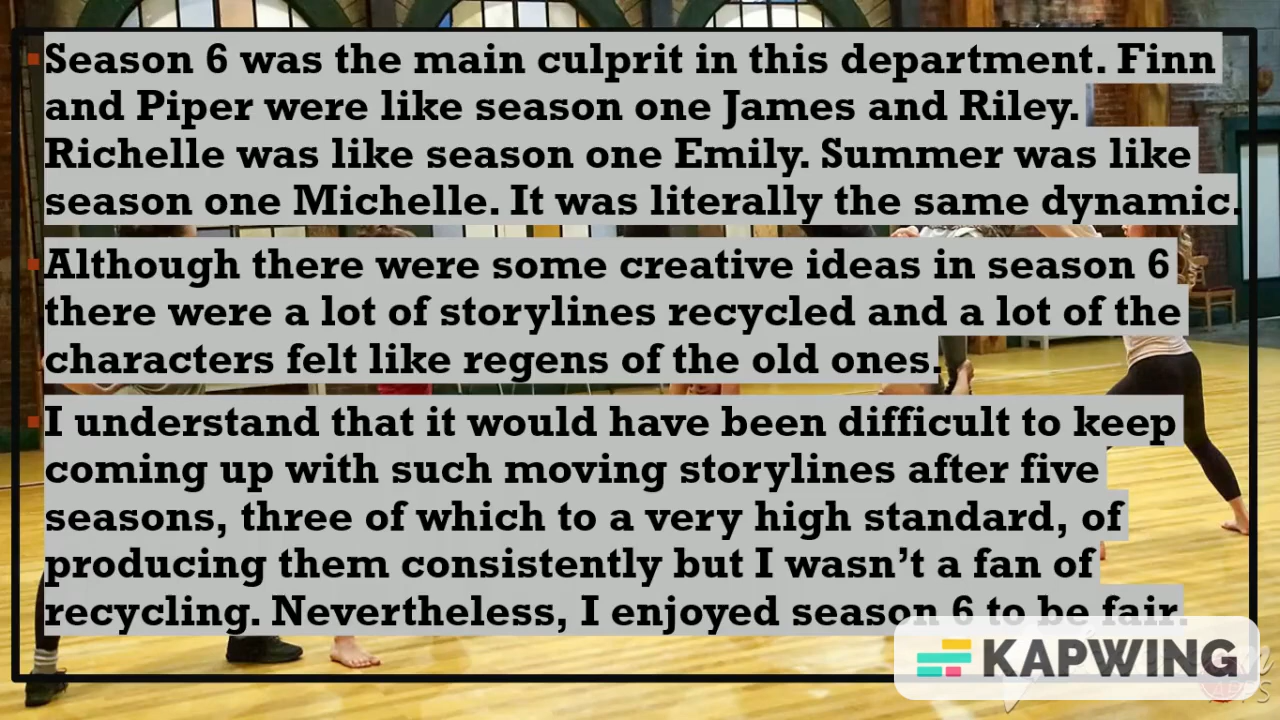 Season 6 was the main culprit in this department. Finn
and Piper were like season one James and Riley.
Richelle was like season one Emily. Summer was like
season one Michelle. It was literally the same dynamic.
Although there were some creative ideas in season 6
there were a lot of storylines recycled and a lot of the
characters felt like regens of the old ones.
I understand that it would have been difficult to keep
coming up with such moving storylines after five
seasons, three of which to a very high standard, of
producing them consistently but I wasn’t a fan of
recycling. Nevertheless, I enjoyed season 6 to be fair.
KAPWING